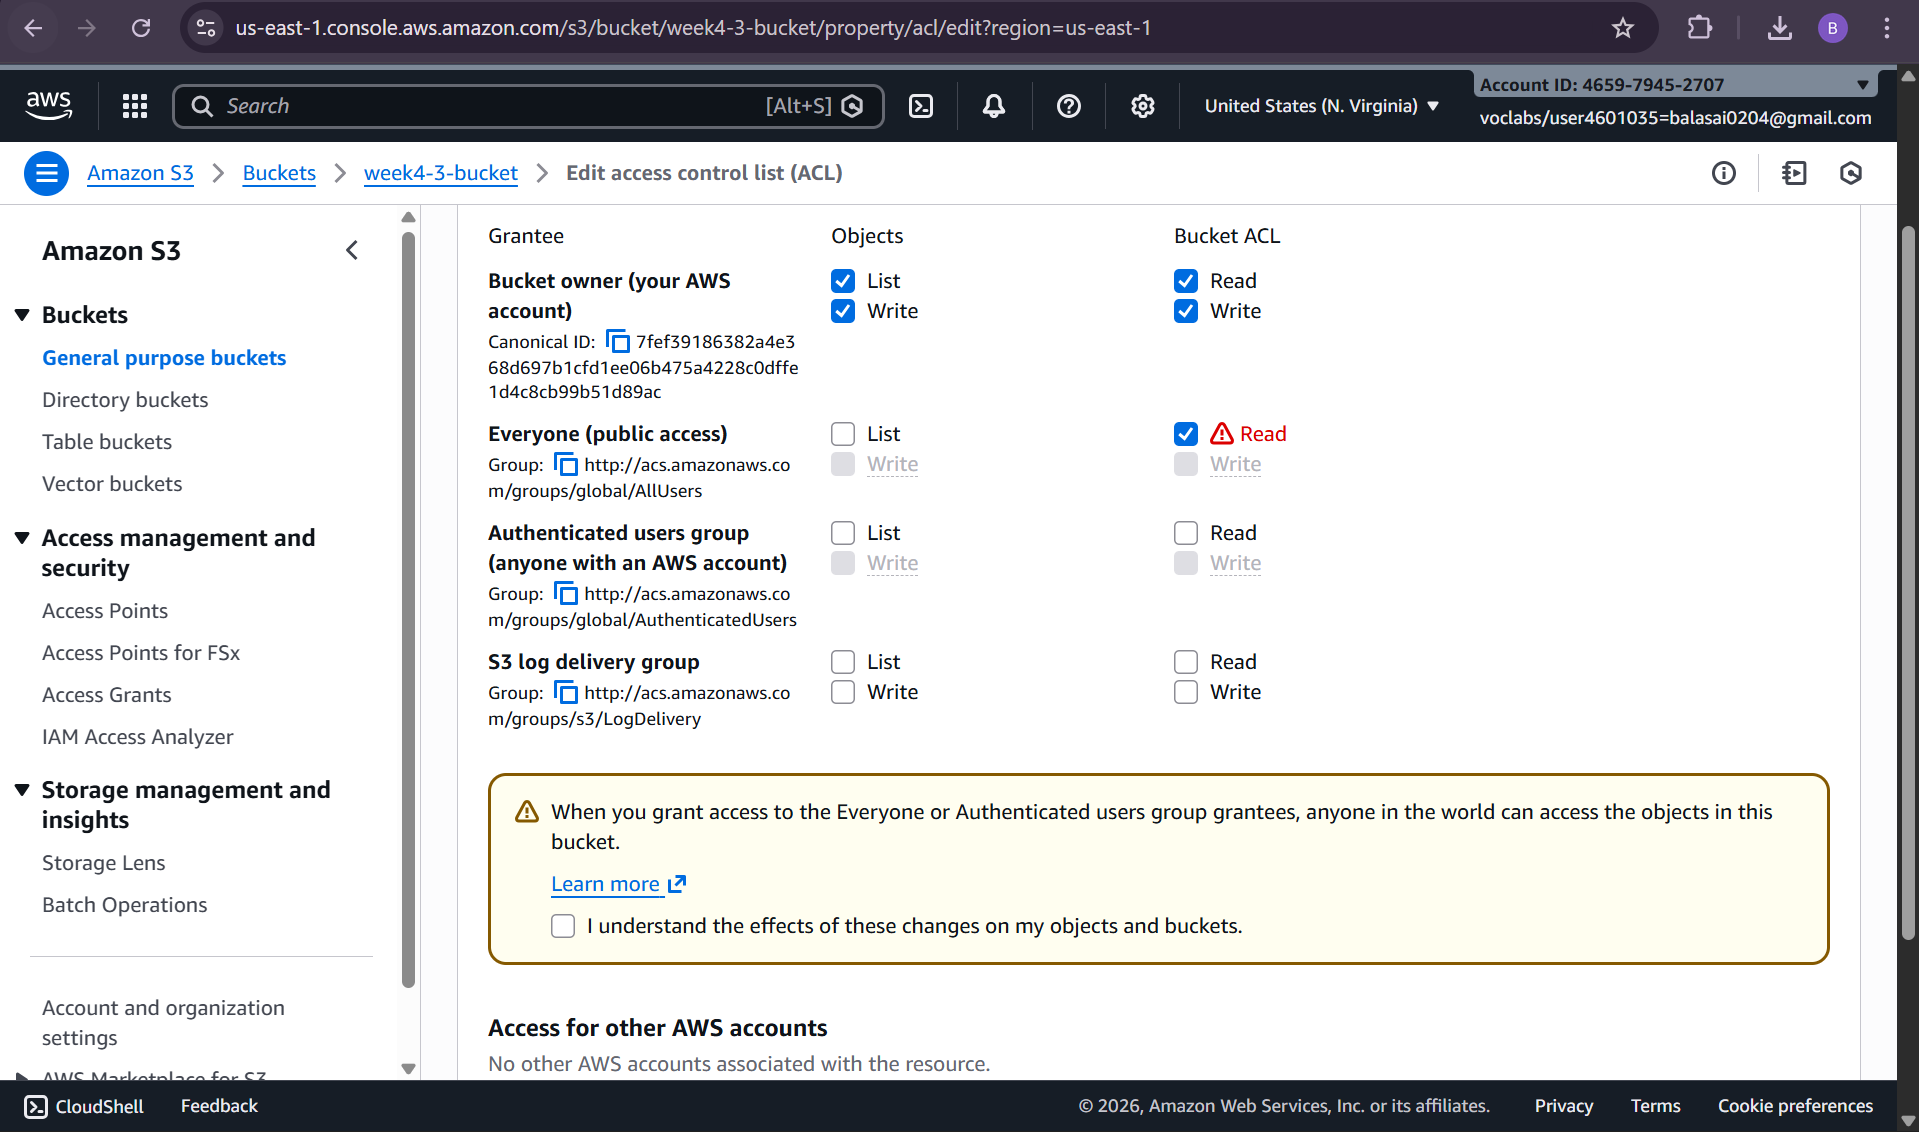 us-east-1.console.aws.amazon.com/s3/bucket/week4-3-bucket/property/acl/edit?region=us-east-1
B
aws
Search
[Alt+S]
United States (N. Virginia)
Account ID: 4659-7945-2707
voclabs/user4601035=balasai0204@gmail.com
Amazon S3
Buckets
week4-3-bucket
Edit access control list (ACL)
Amazon S3
Buckets
General purpose buckets
Directory buckets
Table buckets
Vector buckets
Access management and
security
Access Points
Access Points for FSx
Access Grants
IAM Access Analyzer
Storage management and
insights
Storage Lens
Batch Operations
Account and organization
settings
AWS Marketplace for S3
Grantee
Objects
Bucket ACL
Bucket owner (your AWS
account)
Canonical ID: 7fef39186382a4e3
68d697b1cfd1ee06b475a4228c0dffe
1d4c8cb99b51d89ac
List
Write
Read
Write
Everyone (public access)
Group: http://acs.amazonaws.co
m/groups/global/AllUsers
List
Write
Read
Write
Authenticated users group
(anyone with an AWS account)
Group: http://acs.amazonaws.co
m/groups/global/AuthenticatedUsers
List
Write
Read
Write
S3 log delivery group
Group: http://acs.amazonaws.co
m/groups/s3/LogDelivery
List
Write
Read
Write
When you grant access to the Everyone or Authenticated users group grantees, anyone in the world can access the objects in this
bucket.
Learn more
I understand the effects of these changes on my objects and buckets.
Access for other AWS accounts
No other AWS accounts associated with the resource.
CloudShell
Feedback
© 2026, Amazon Web Services, Inc. or its affiliates.
Privacy
Terms
Cookie preferences